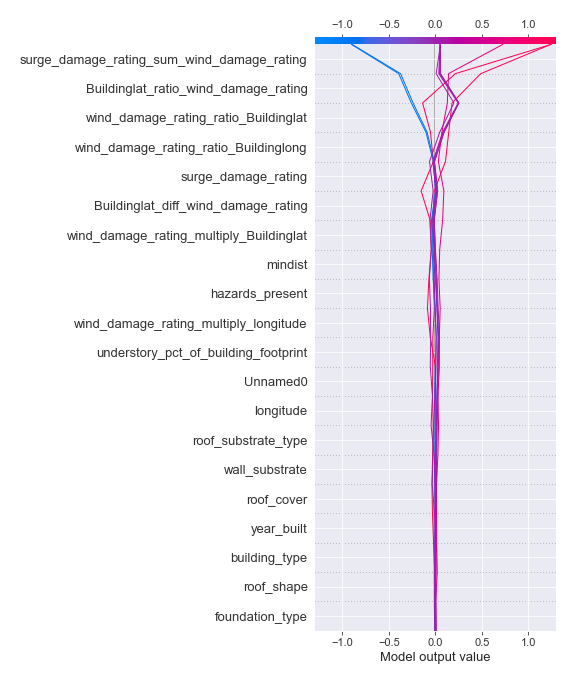 −1.0 −0.5 0.0 0.5 1.0
surge_damage_rating_sum_wind_damage_rating
Buildinglat_ratio_wind_damage_rating
wind_damage_rating_ratio_Buildinglat
wind_damage_rating_ratio_Buildinglong
surge_damage_rating
Buildinglat_diff_wind_damage_rating
wind_damage_rating_multiply_Buildinglat
mindist
hazards_present
wind_damage_rating_multiply_longitude
understory_pct_of_building_footprint
Unnamed0
longitude
roof_substrate_type
wall_substrate
roof_cover
year_built
building_type
roof_shape
foundation_type
−1.0 −0.5 0.0 0.5 1.0
Model output value